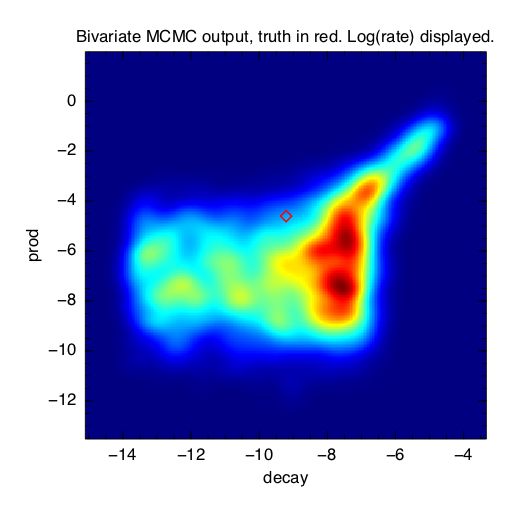 Bivariate MCMC output, truth in red. Log(rate) displayed.
0
−2
−4
−6
−8
−10
−12
prod
−14 −12 −10 −8 −6 −4
decay